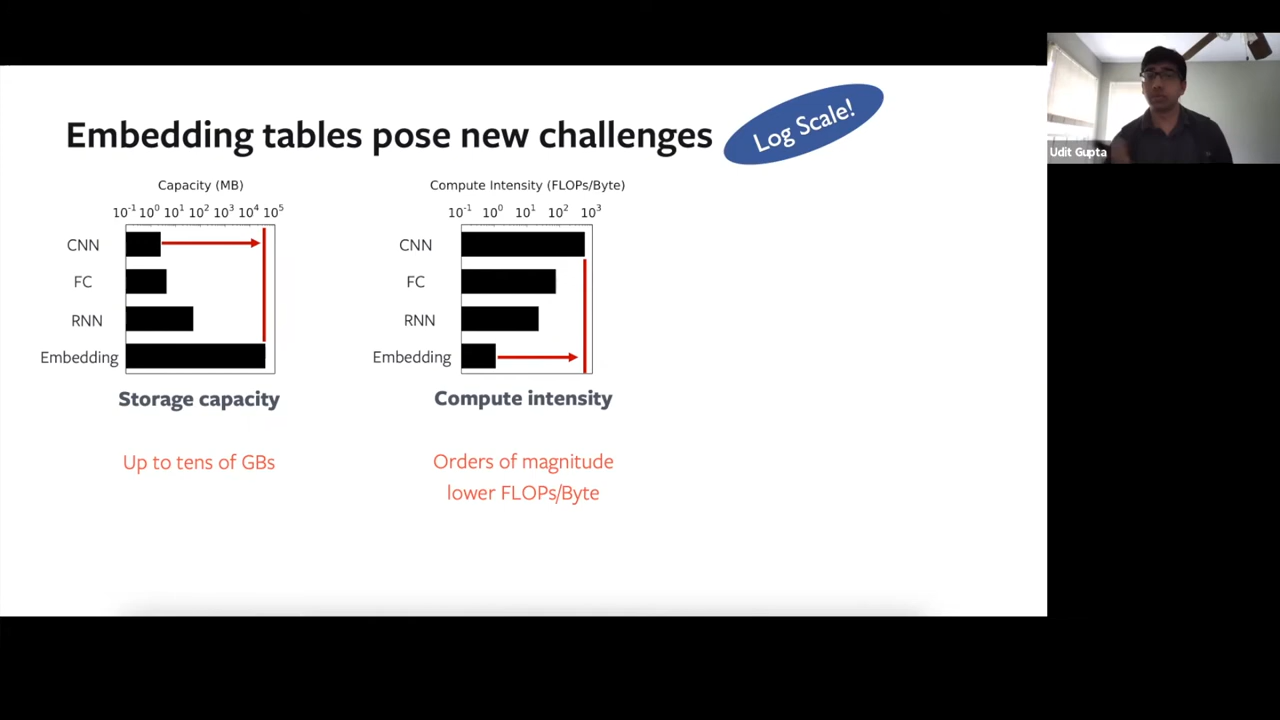 Embedding tables pose new challenges
Log Scale!
Udit Gupta
Capacity (MB)
10⁻¹ 10⁰ 10¹ 10² 10³ 10⁴ 10⁵
CNN
FC
RNN
Embedding
Storage capacity
Up to tens of GBs
Compute Intensity (FLOPs/Byte)
10⁻¹ 10⁰ 10¹ 10² 10³
CNN
FC
RNN
Embedding
Compute intensity
Orders of magnitude
lower FLOPs/Byte